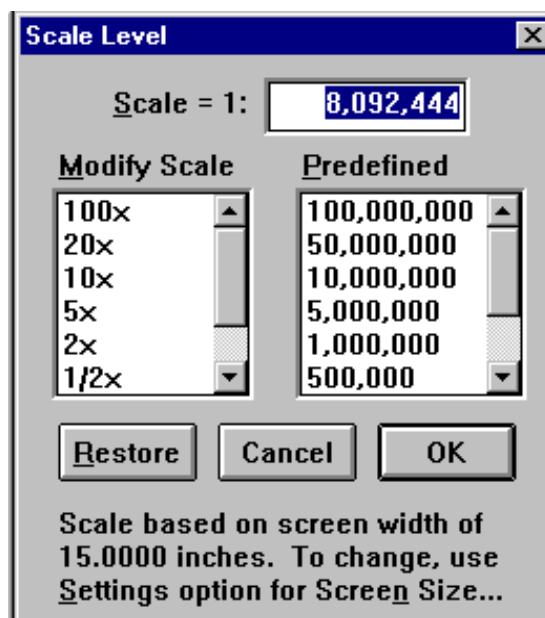 Scale Level
Scale = 1: 8,092,444
Modify Scale
Predefined
100x
20x
10x
5x
2x
1/2x
100,000,000
50,000,000
10,000,000
5,000,000
1,000,000
500,000
Restore
Cancel
OK
Scale based on screen width of
15.0000 inches. To change, use
Settings option for Screen Size...